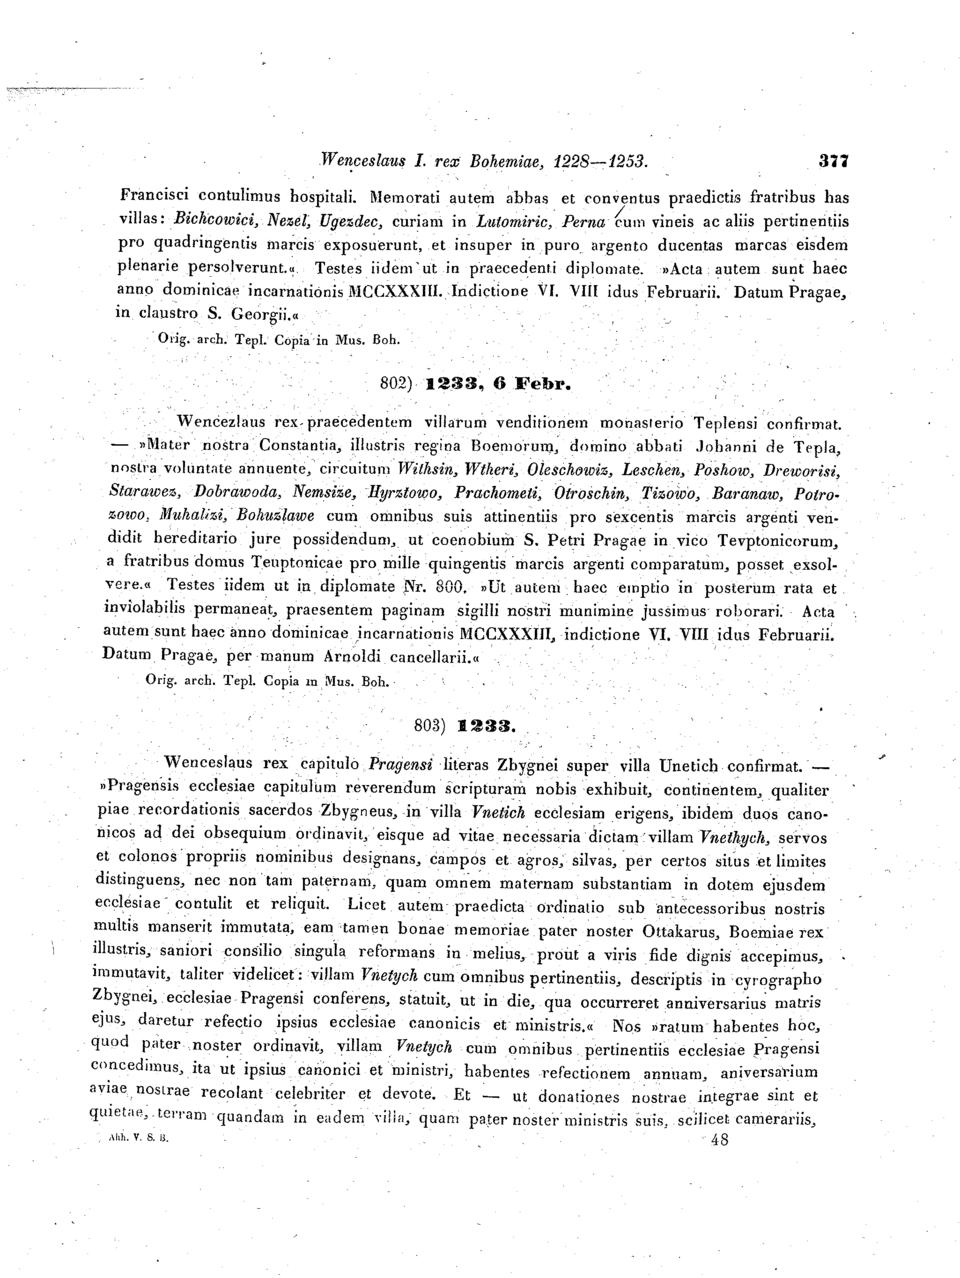 Wenceslaus I. rex Bohemiae, 1228—1253. 377
Francisci contulimus hospitali. Memorati autem abbas et conventus praedictis fratribus has
villas: Bichcowici, Nezel, Ugezdec, curiam in Lutomiric, Perna cum vineis ac aliis pertinentiis
pro quadringentis marcis exposuerunt, et insuper in puro argento ducentas marcas eisdem
plenarie persolverunt.« Testes iidem ut in praecedenti diplomate. »Acta autem sunt haec
anno dominicae incarnationis MCCXXXIII. Indictione VI. VIII idus Februarii. Datum Pragae,
in claustro S. Georgii.«
Orig. arch. Tepl. Copia in Mus. Boh.
802) 1233, 6 Febr.
Wencezlaus rex praecedentem villarum venditionem monasterio Teplensi confirmat.
— »Mater nostra Constantia, illustris regina Boemorum, domino abbati Johanni de Tepla,
nostra voluntate annuente, circuitum Withsin, Wtheri, Oleschowiz, Leschen, Poshow, Dreworisi,
Starawez, Dobrawoda, Nemsize, Hyrztowo, Prachometi, Otroschin, Tizowo, Baranaw, Potro-
zowo, Muhalizi, Bohuzlawe cum omnibus suis attinentiis pro sexcentis marcis argenti ven-
didit hereditario jure possidendum, ut coenobium S. Petri Pragae in vico Tevptonicorum,
a fratribus domus Teuptonicae pro mille quingentis marcis argenti comparatum, posset exsol-
vere.« Testes iidem ut in diplomate Nr. 800. »Ut autem haec emptio in posterum rata et
inviolabilis permaneat, praesentem paginam sigilli nostri munimine jussimus roborari. Acta
autem sunt haec anno dominicae incarnationis MCCXXXIII, indictione VI. VIII idus Februarii.
Datum Pragae, per manum Arnoldi cancellarii.«
Orig. arch. Tepl. Copia in Mus. Boh.
803) 1233.
Wenceslaus rex capitulo Pragensi literas Zbygnei super villa Unetich confirmat. —
»Pragensis ecclesiae capitulum reverendum scripturam nobis exhibuit, continentem, qualiter
piae recordationis sacerdos Zbygneus, in villa Vnetich ecclesiam erigens, ibidem duos cano-
nicos ad dei obsequium ordinavit, eisque ad vitae necessaria dictam villam Vnethych, servos
et colonos propriis nominibus designans, campos et agros, silvas, per certos situs et limites
distinguens, nec non tam paternam, quam omnem maternam substantiam in dotem ejusdem
ecclesiae contulit et reliquit. Licet autem praedicta ordinatio sub antecessoribus nostris
multis manserit immutata, eam tamen bonae memoriae pater noster Ottakarus, Boemiae rex
illustris, saniori consilio singula reformans in melius, prout a viris fide dignis accepimus,
immutavit, taliter videlicet: villam Vnetych cum omnibus pertinentiis, descriptis in cyrographo
Zbygnei, ecclesiae Pragensi conferens, statuit, ut in die, qua occurreret anniversarius matris
ejus, daretur refectio ipsius ecclesiae canonicis et ministris.« Nos »ratum habentes hoc,
quod pater noster ordinavit, villam Vnetych cum omnibus pertinentiis ecclesiae Pragensi
concedimus, ita ut ipsius canonici et ministri, habentes refectionem annuam, aniversarium
aviae nostrae recolant celebriter et devote. Et — ut donationes nostrae integrae sint et
quietae, terram quandam in eadem villa, quam pater noster ministris suis, scilicet camerariis,
Abh. V. S. B. 48